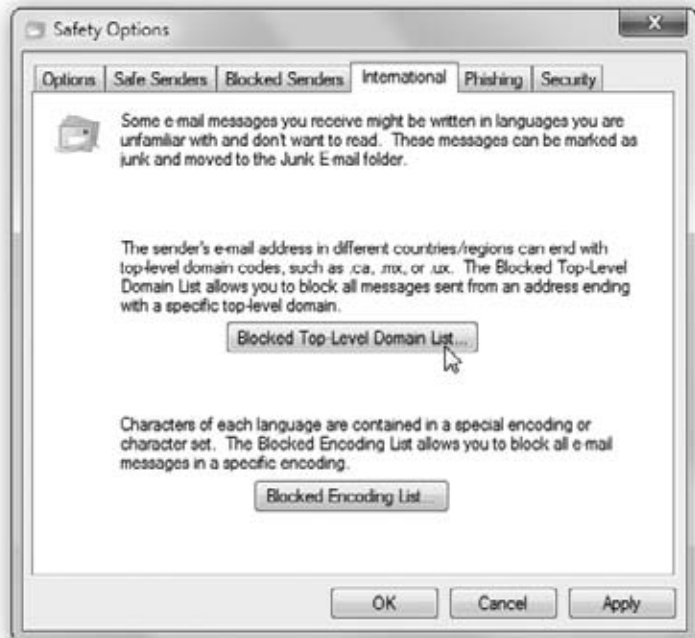 Safety Options
X
Options Safe Senders Blocked Senders International Phishing Security
Some e-mail messages you receive might be written in languages you are
unfamiliar with and don't want to read. These messages can be marked as
junk and moved to the Junk E-mail folder.
The sender's e-mail address in different countries/regions can end with
top-level domain codes, such as .ca, .mx, or .ux. The Blocked Top-Level
Domain List allows you to block all messages sent from an address ending
with a specific top-level domain.
Blocked Top-Level Domain List...
Characters of each language are contained in a special encoding or
character set. The Blocked Encoding List allows you to block all e-mail
messages in a specific encoding.
Blocked Encoding List...
OK Cancel Apply